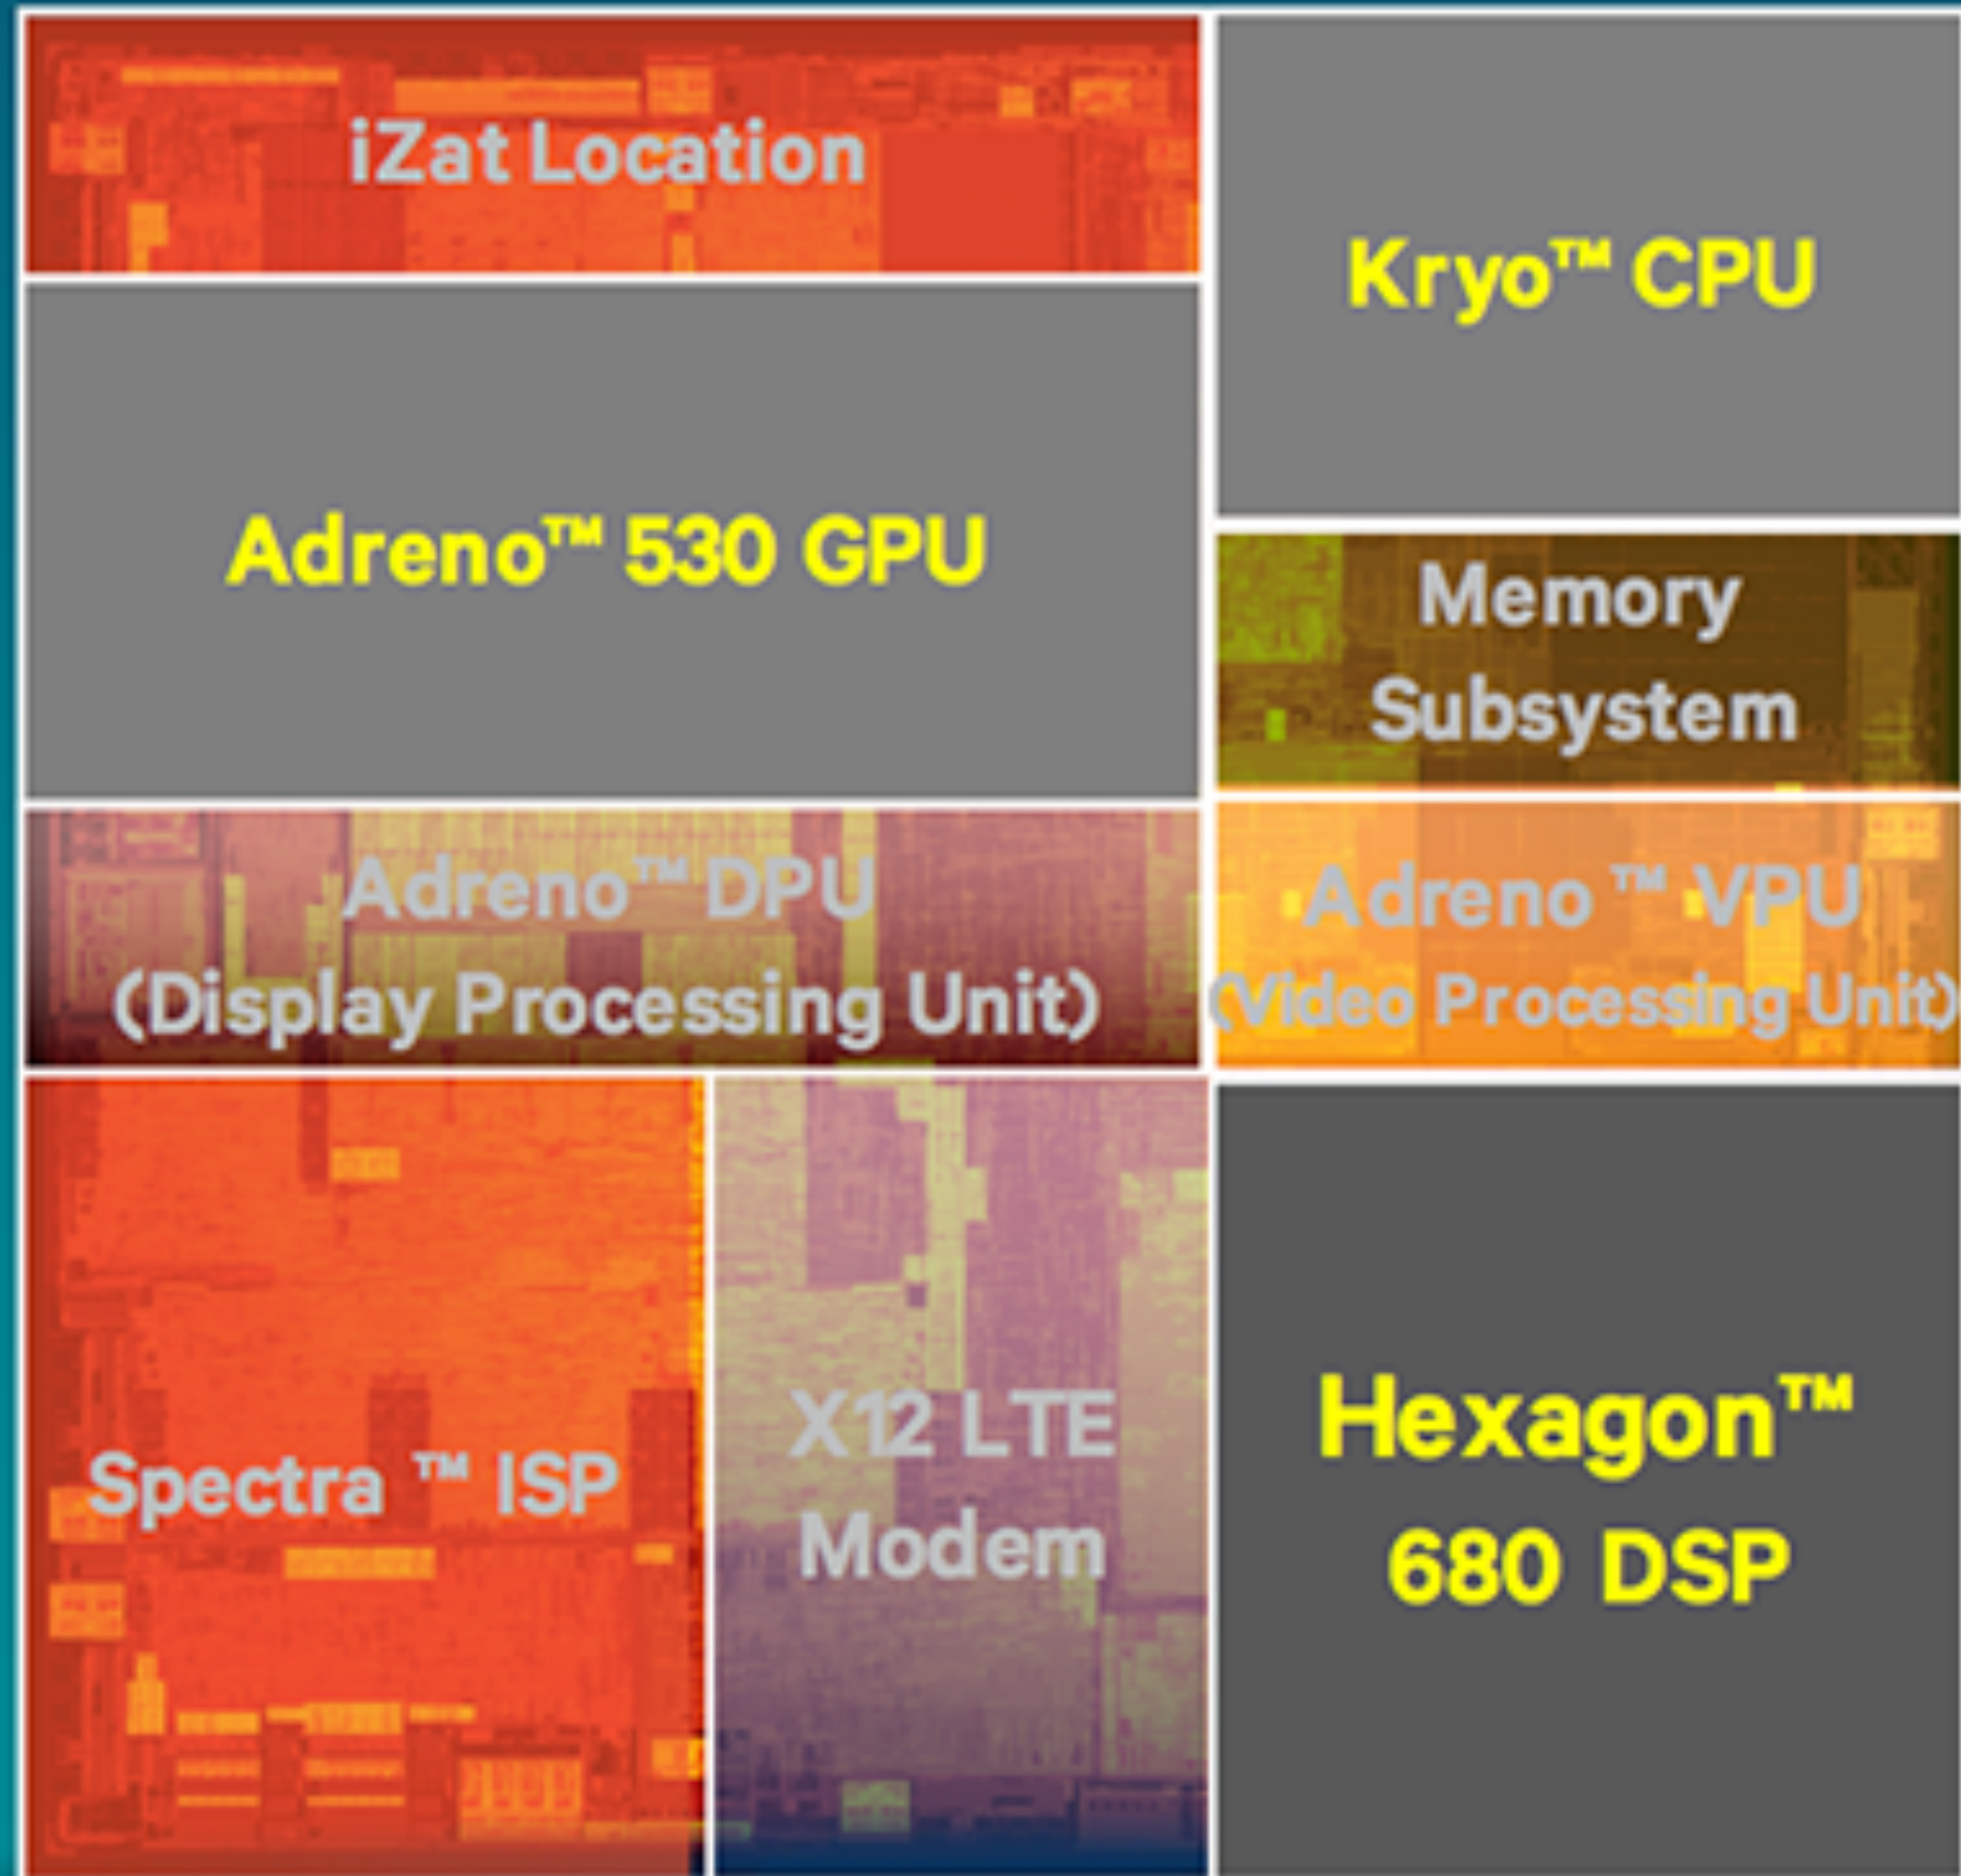 iZat Location
Kryo™ CPU
Adreno™ 530 GPU
Memory
Subsystem
Adreno™ DPU
(Display Processing Unit)
Adreno ™ VPU
(Video Processing Unit)
Spectra ™ ISP
X12 LTE
Modem
Hexagon™
680 DSP